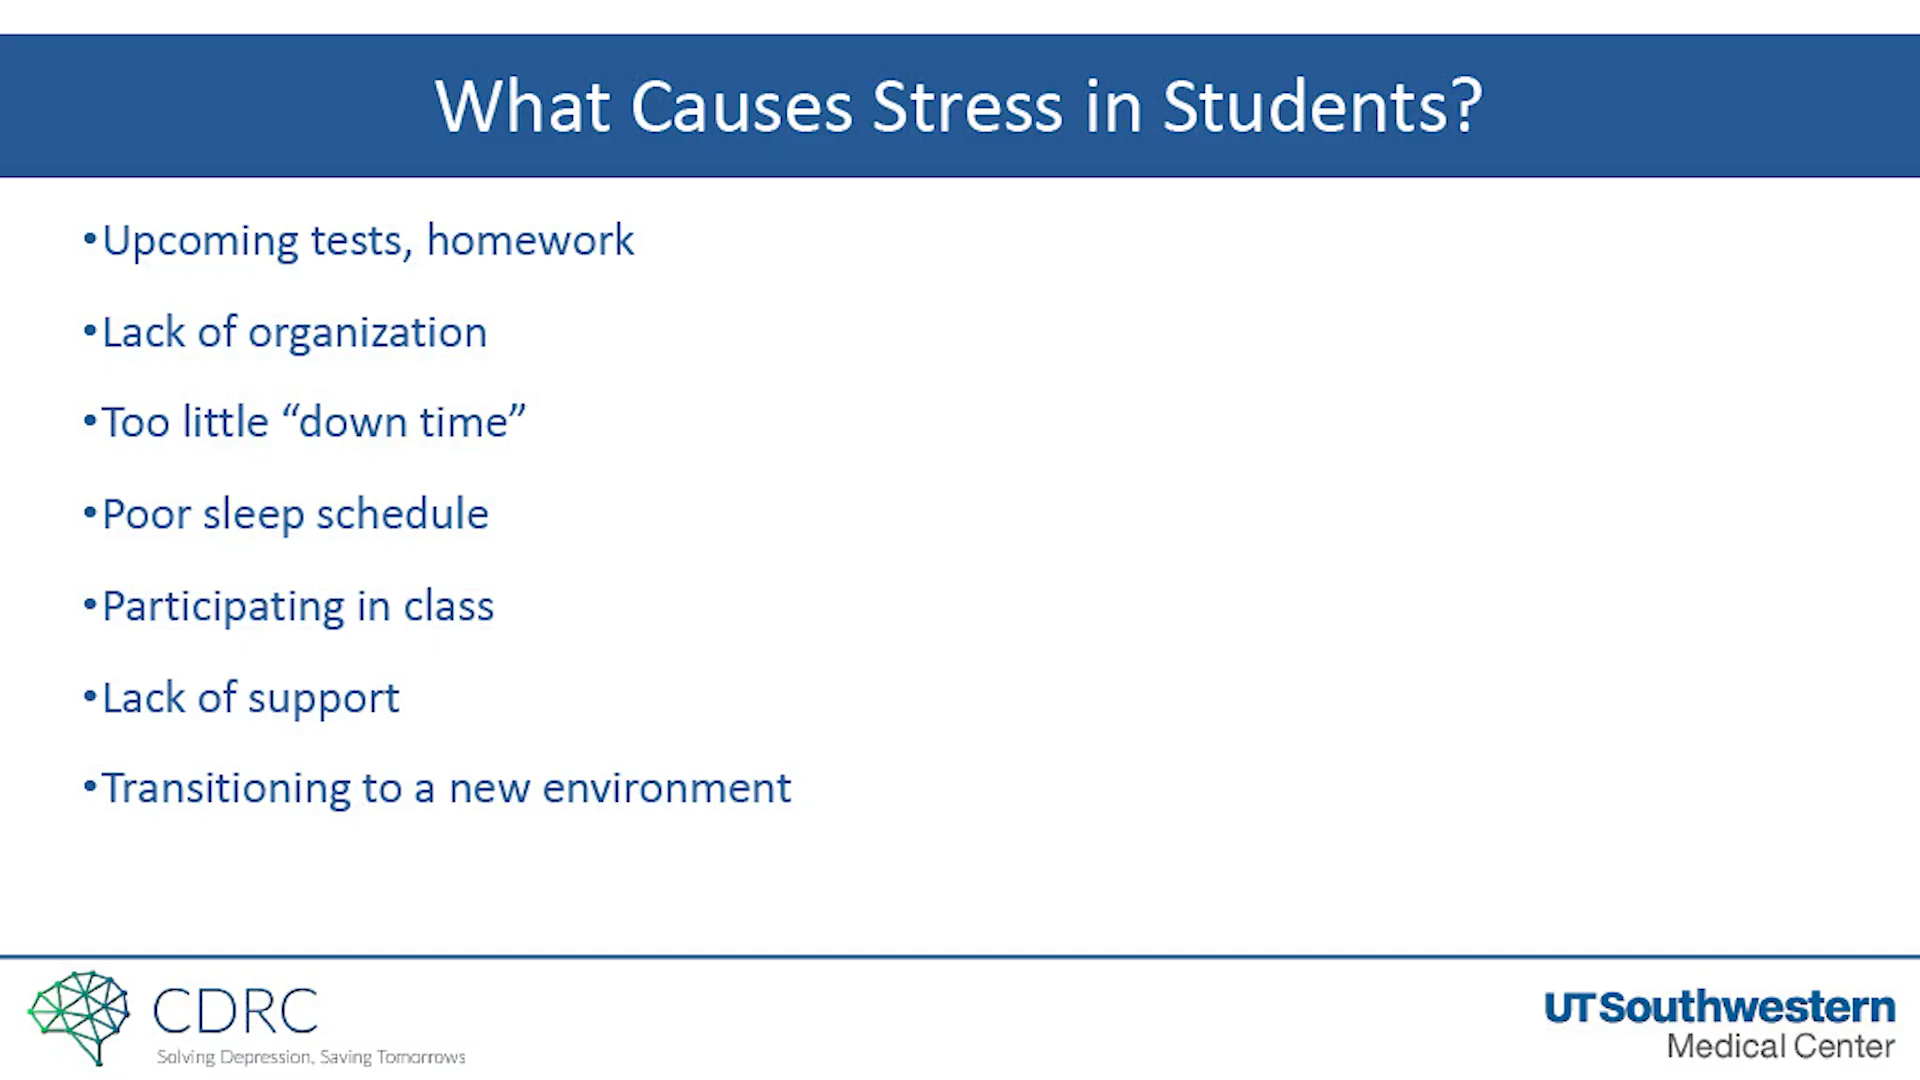 What Causes Stress in Students?
•Upcoming tests, homework
•Lack of organization
•Too little “down time”
•Poor sleep schedule
•Participating in class
•Lack of support
•Transitioning to a new environment
CDRC
Solving Depression, Saving Tomorrows
UTSouthwestern
Medical Center